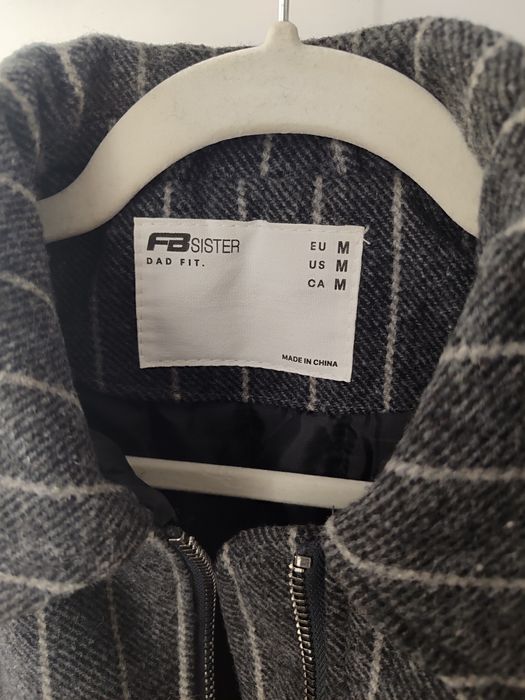 FB SISTER
DAD FIT.
EU M
US M
CA M
MADE IN CHINA